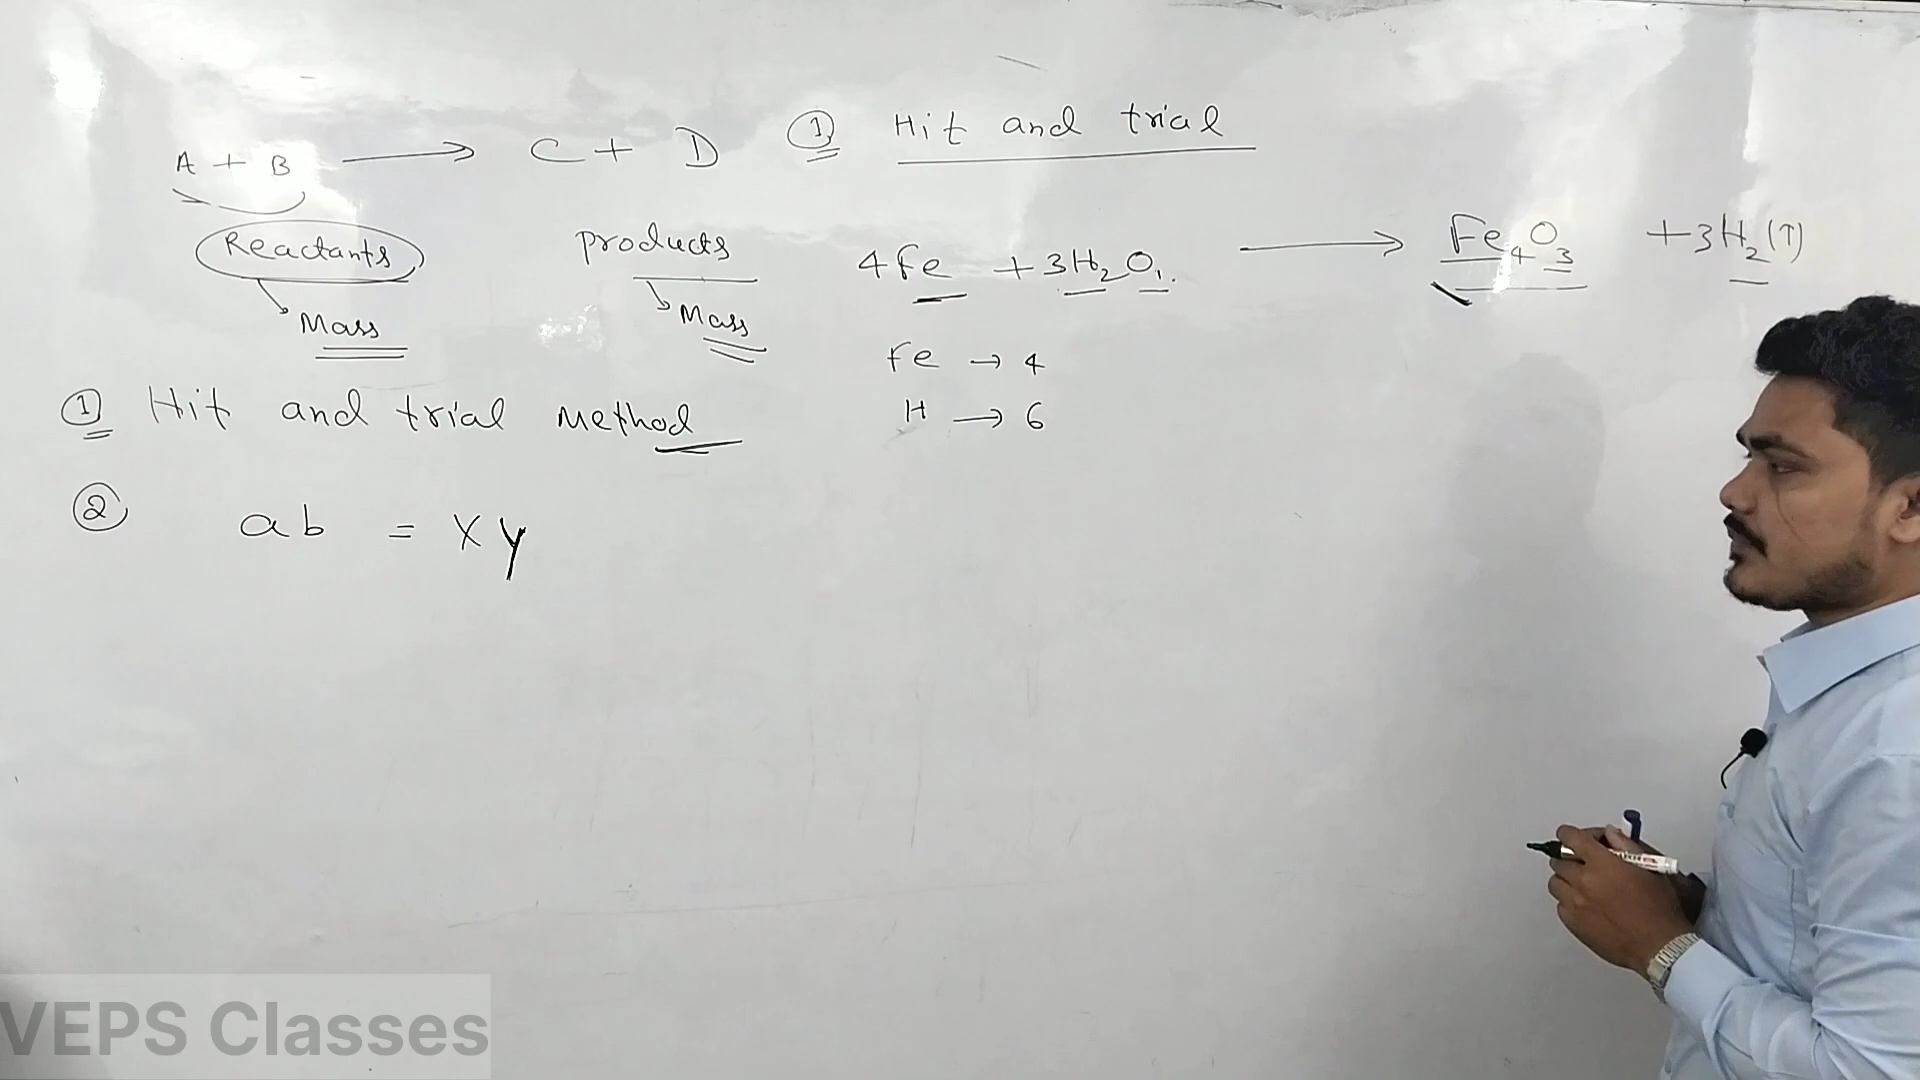 A + B ⟶ C + D
Reactants products
Mass Mass
① Hit and trial method
② ab = xy
① Hit and trial
4Fe + 3H₂O₁. ⟶ Fe₄O₃ + 3H₂(↑)
Fe → 4
H ⟶ 6
VEPS Classes